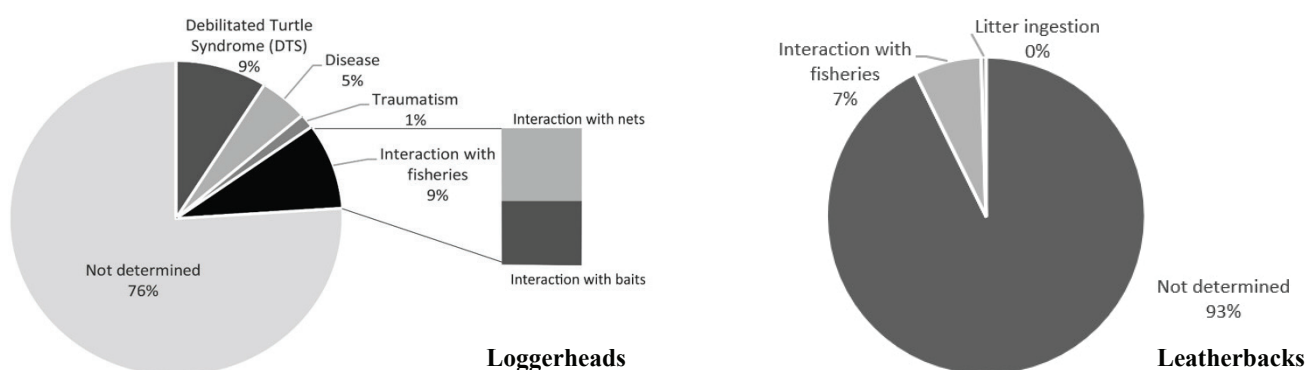 Debilitated Turtle
Syndrome (DTS)
9%
Disease
5%
Traumatism
1%
Interaction with nets
Interaction with
fisheries
9%
Interaction with baits
Not determined
76%
Loggerheads
Litter ingestion
0%
Interaction with
fisheries
7%
Not determined
93%
Leatherbacks